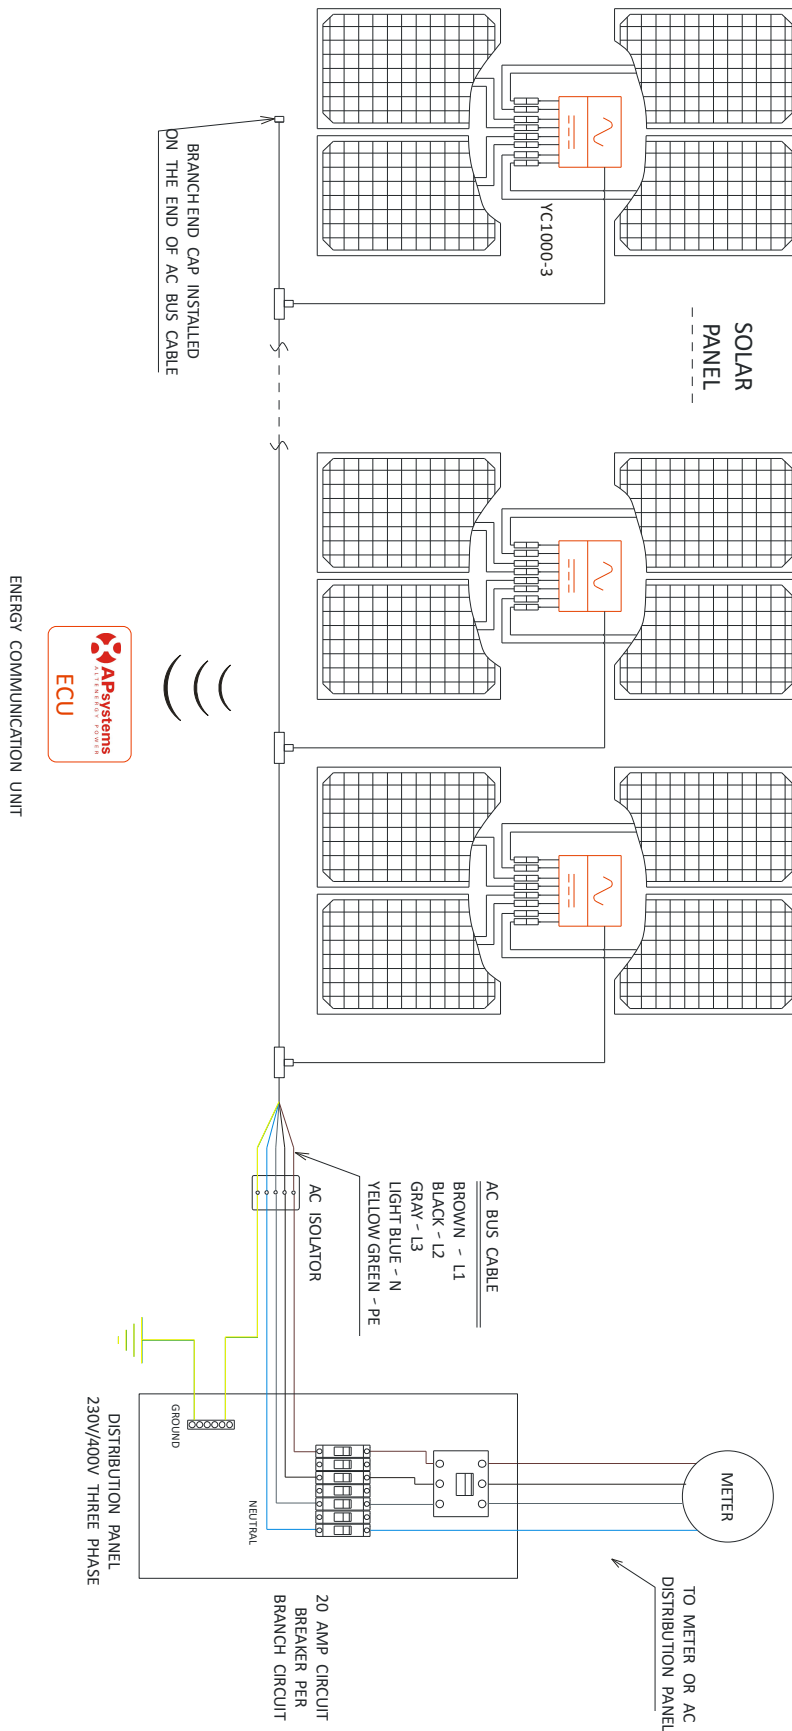 SOLAR
PANEL
YC1000-3
BRANCH END CAP INSTALLED
ON THE END OF AC BUS CABLE
APsystems
ALTENERGY POWER
ECU
ENERGY COMMUNICATION UNIT
AC BUS CABLE
BROWN - L1
BLACK - L2
GRAY - L3
LIGHT BLUE - N
YELLOW GREEN - PE
AC ISOLATOR
METER
TO METER OR AC
DISTRIBUTION PANEL
GROUND
NEUTRAL
DISTRIBUTION PANEL
230V/400V THREE PHASE
20 AMP CIRCUIT
BREAKER PER
BRANCH CIRCUIT